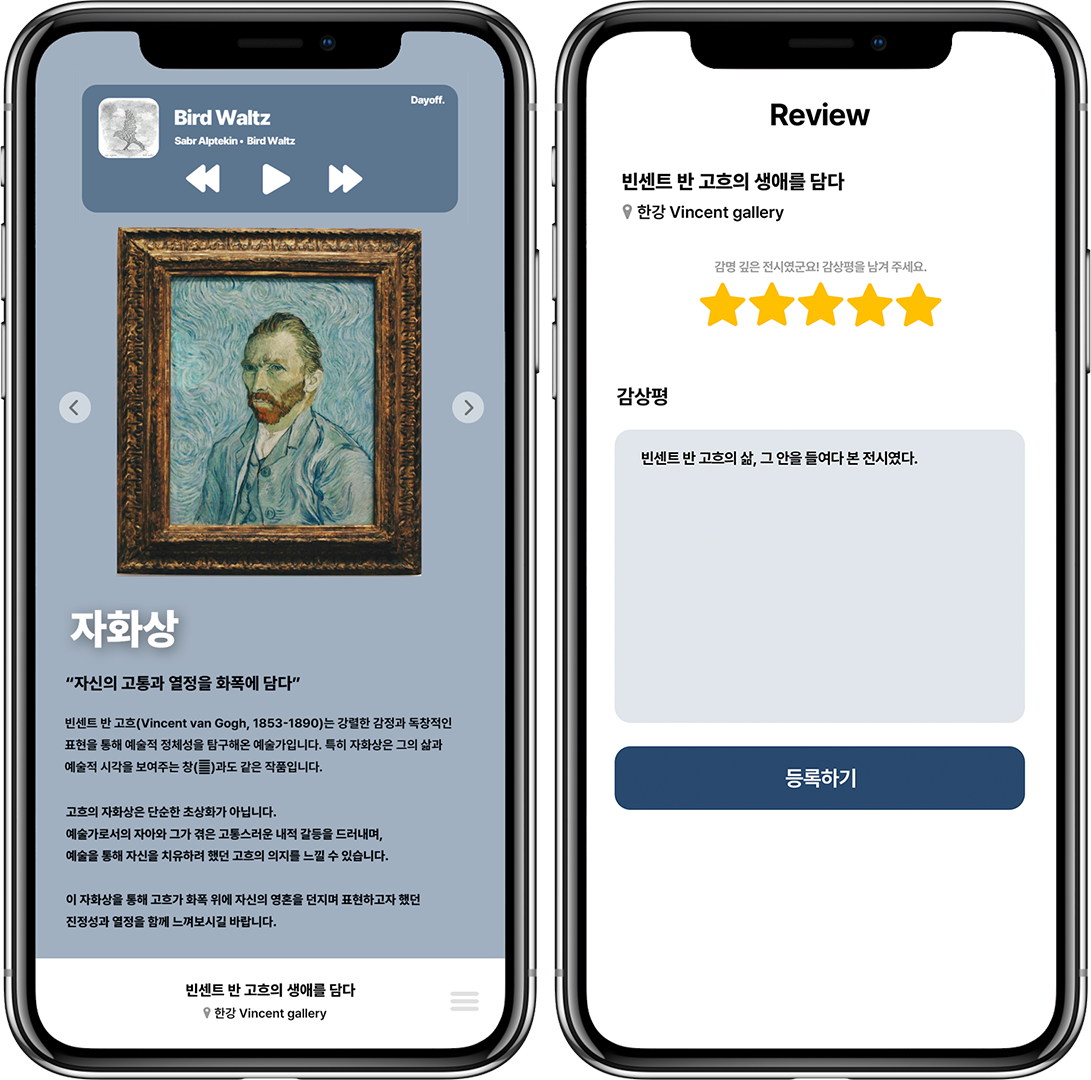 Dayoff.
Bird Waltz
Sabr Alptekin • Bird Waltz
자화상
“자신의 고통과 열정을 화폭에 담다”
빈센트 반 고흐(Vincent van Gogh, 1853-1890)는 강렬한 감정과 독창적인
표현을 통해 예술적 정체성을 탐구해온 예술가입니다. 특히 자화상은 그의 삶과
예술적 시각을 보여주는 창(䷀)과도 같은 작품입니다.
고흐의 자화상은 단순한 초상화가 아닙니다.
예술가로서의 자아와 그가 겪은 고통스러운 내적 갈등을 드러내며,
예술을 통해 자신을 치유하려 했던 고흐의 의지를 느낄 수 있습니다.
이 자화상을 통해 고흐가 화폭 위에 자신의 영혼을 던지며 표현하고자 했던
진정성과 열정을 함께 느껴보시길 바랍니다.
빈센트 반 고흐의 생애를 담다
한강 Vincent gallery
Review
빈센트 반 고흐의 생애를 담다
한강 Vincent gallery
감명 깊은 전시였군요! 감상평을 남겨 주세요.
감상평
빈센트 반 고흐의 삶, 그 안을 들여다 본 전시였다.
등록하기